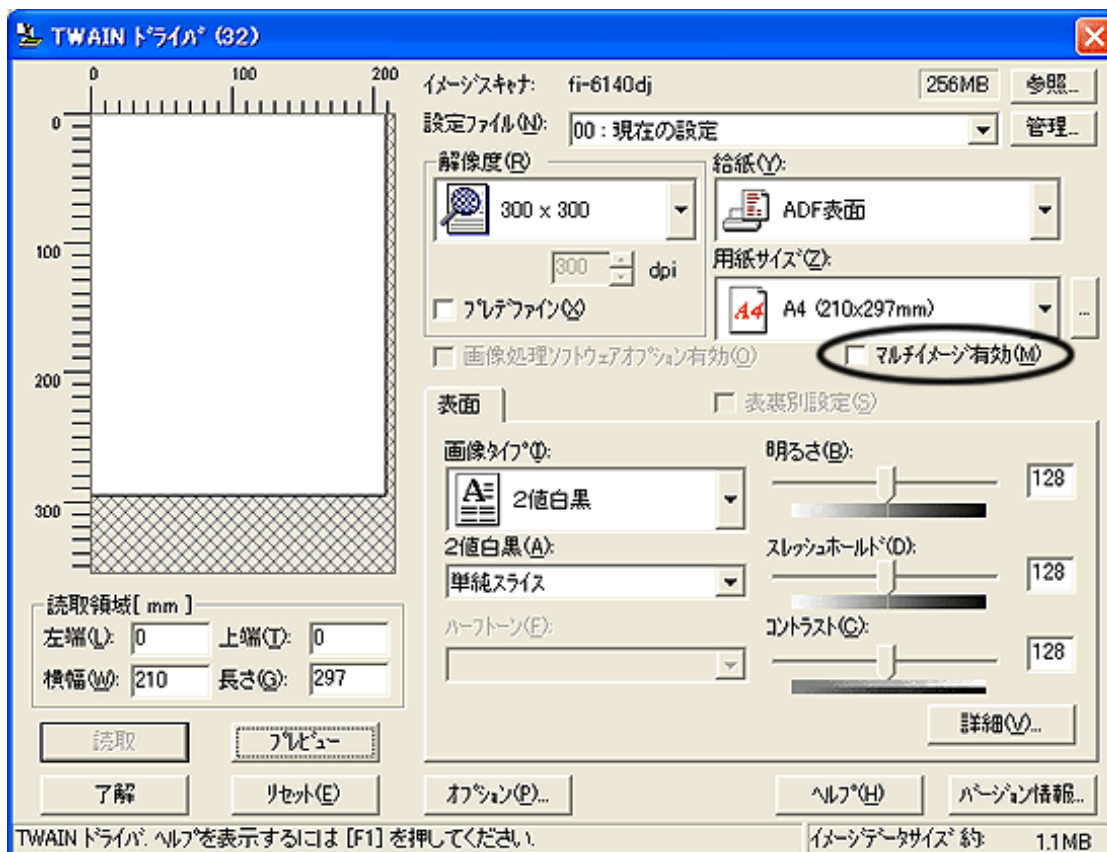 TWAIN ﾄﾞﾗｲﾊﾞ (32)
0 100 200
0
100
200
300
ｲﾒｰｼﾞｽｷｬﾅ: fi-6140dj 256MB 参照...
設定ﾌｧｲﾙ(N): 00 : 現在の設定 管理...
解像度(R)
300 x 300
300 dpi
ﾌﾟﾚﾃﾞﾌｧｲﾝ(X)
給紙(Y):
ADF表面
用紙ｻｲｽﾞ(Z):
A4 A4 (210x297mm) ...
画像処理ｿﾌﾄｳｪｱｵﾌﾟｼｮﾝ有効(O) ﾏﾙﾁｲﾒｰｼﾞ有効(M)
表面 表裏別設定(S)
画像ﾀｲﾌﾟ(I):
2値白黒
2値白黒(A):
単純ｽﾗｲｽ
ﾊｰﾌﾄｰﾝ(F):
明るさ(B):
128
ｽﾚｯｼｭﾎｰﾙﾄﾞ(D):
128
ｺﾝﾄﾗｽﾄ(C):
128
詳細(V)...
読取領域[ mm ]
左端(L): 0 上端(T): 0
横幅(W): 210 長さ(G): 297
読取 ﾌﾟﾚﾋﾞｭｰ
了解 ﾘｾｯﾄ(E) ｵﾌﾟｼｮﾝ(P)... ﾍﾙﾌﾟ(H) ﾊﾞｰｼﾞｮﾝ情報...
TWAIN ﾄﾞﾗｲﾊﾞ. ﾍﾙﾌﾟを表示するには [F1] を押してください. ｲﾒｰｼﾞﾃﾞｰﾀｻｲｽﾞ 約: 1.1MB